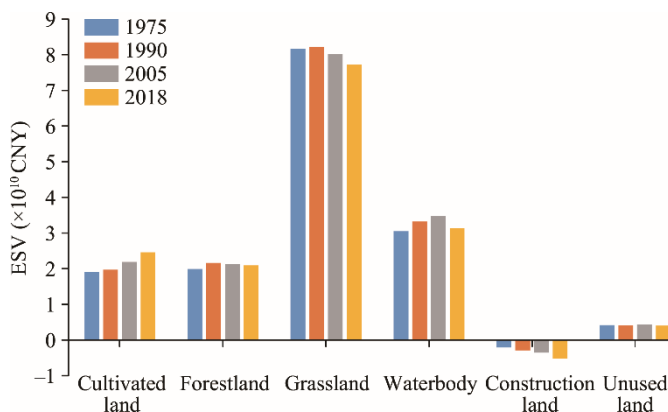 9
8
7
6
5
4
3
2
1
0
−1
ESV (×10¹⁰ CNY)
1975
1990
2005
2018
Cultivated land
Forestland
Grassland
Waterbody
Construction land
Unused land